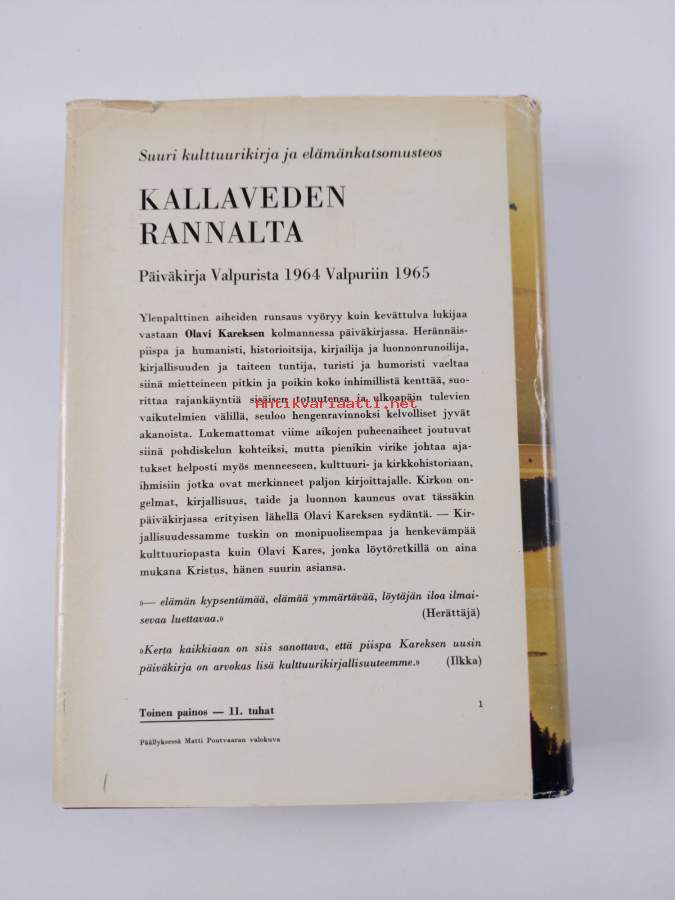 Suuri kulttuurikirja ja elämänkatsomusteos
KALLAVEDEN
RANNALTA
Päiväkirja Valpurista 1964 Valpuriin 1965
Ylenpalttinen aiheiden runsaus vyöryy kuin kevättulva lukijaa
vastaan Olavi Kareksen kolmannessa päiväkirjassa. Herännäis-
piispa ja humanisti, historioitsija, kirjailija ja luonnonrunoilija,
kirjallisuuden ja taiteen tuntija, turisti ja humoristi vaeltaa
siinä mietteineen pitkin ja poikin koko inhimillistä kenttää, suo-
rittaa rajankäyntiä sisäisen totuutensa ja ulkoapäin tulevien
Antikvariaatti.net
vaikutelmien välillä, seuloo hengenravinnoksi kelvolliset jyvät
akanoista. Lukemattomat viime aikojen puheenaiheet joutuvat
siinä pohdiskelun kohteiksi, mutta pienikin virike johtaa aja-
tukset helposti myös menneeseen, kulttuuri- ja kirkkohistoriaan,
ihmisiin jotka ovat merkinneet paljon kirjoittajalle. Kirkon on-
gelmat, kirjallisuus, taide ja luonnon kauneus ovat tässäkin
päiväkirjassa erityisen lähellä Olavi Kareksen sydäntä. — Kir-
jallisuudessamme tuskin on monipuolisempaa ja henkevämpää
kulttuuriopasta kuin Olavi Kares, jonka löytöretkillä on aina
mukana Kristus, hänen suurin asiansa.
»— elämän kypsentämää, elämää ymmärtävää, löytäjän iloa ilmai-
sevaa luettavaa.» (Herättäjä)
»Kerta kaikkiaan on siis sanottava, että piispa Kareksen uusin
päiväkirja on arvokas lisä kulttuurikirjallisuuteemme.» (Ilkka)
Toinen painos — 11. tuhat
1
Päällyksessä Matti Poutvaaran valokuva